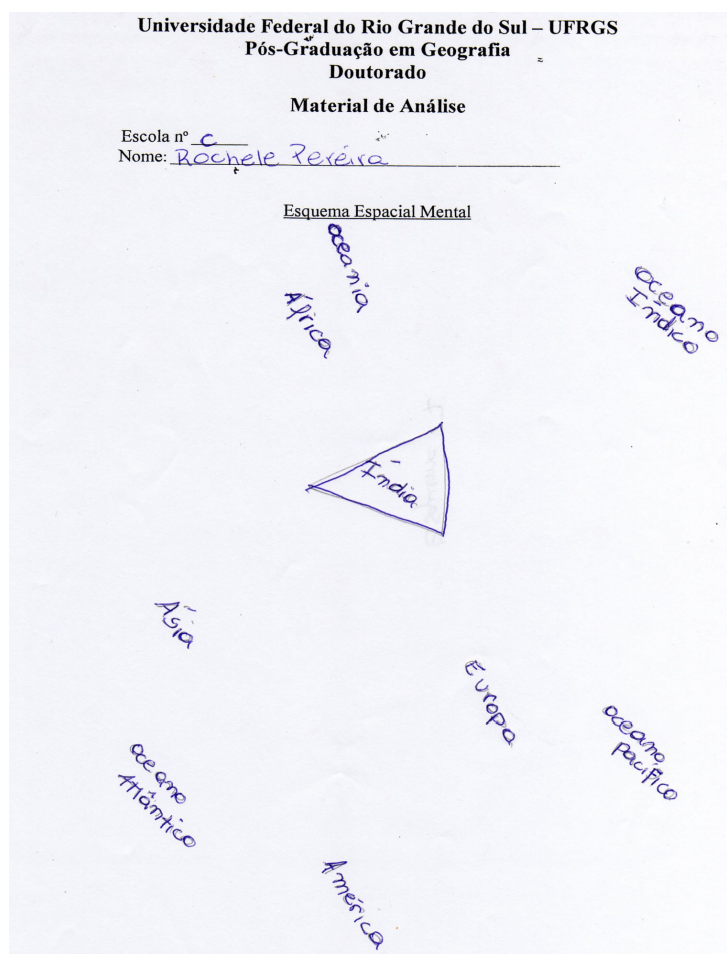 Universidade Federal do Rio Grande do Sul – UFRGS
Pós-Graduação em Geografia
Doutorado
Material de Análise
Escola nº C
Nome: Rochele Pereira
Esquema Espacial Mental
oceania
África
oceano
Índico
Índia
Ásia
Europa
oceano
pacífico
oceano
Atlântico
América